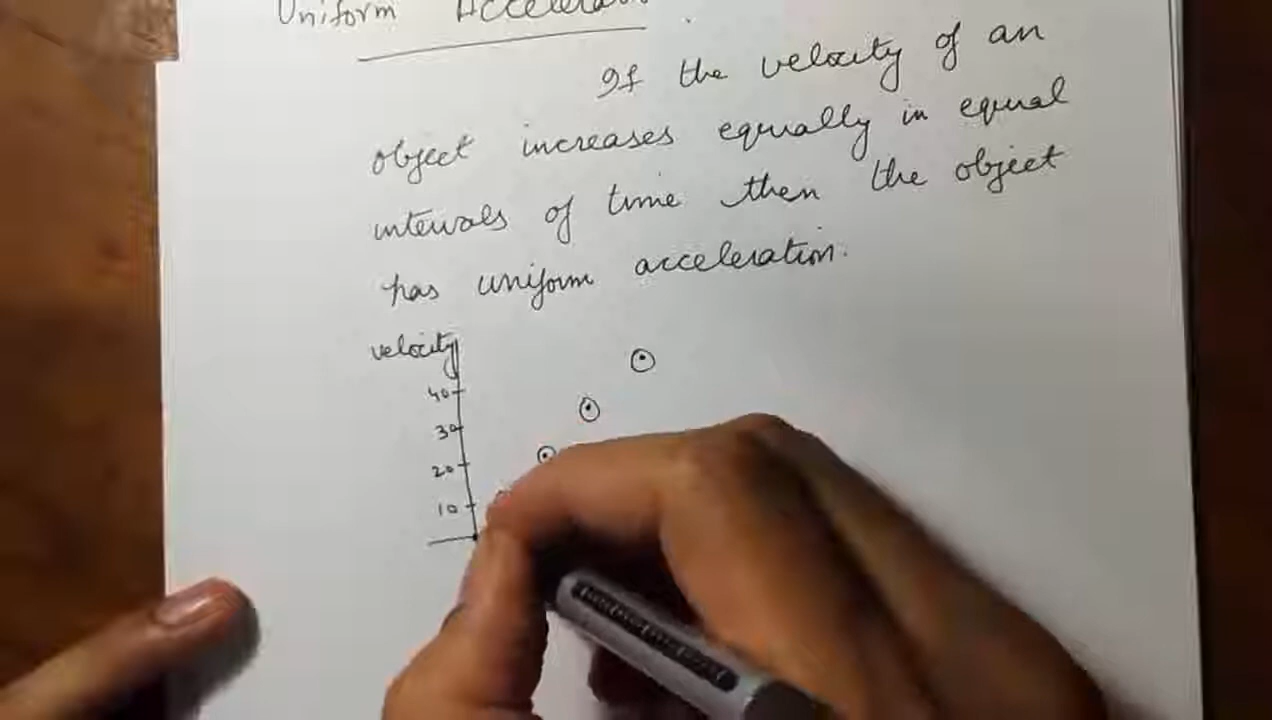 Uniform Acceleration
If the velocity of an
object increases equally in equal
intervals of time then the object
has uniform acceleration.
velocity
40
30
20
10